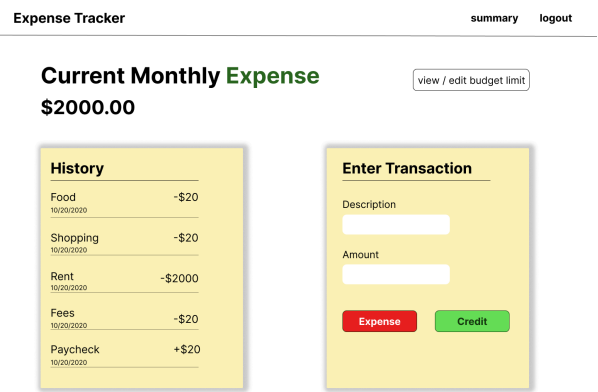 Expense Tracker
summary
logout
Current Monthly Expense
$2000.00
view / edit budget limit
History
Food -$20
10/20/2020
Shopping -$20
10/20/2020
Rent -$2000
10/20/2020
Fees -$20
10/20/2020
Paycheck +$20
10/20/2020
Enter Transaction
Description
Amount
Expense
Credit